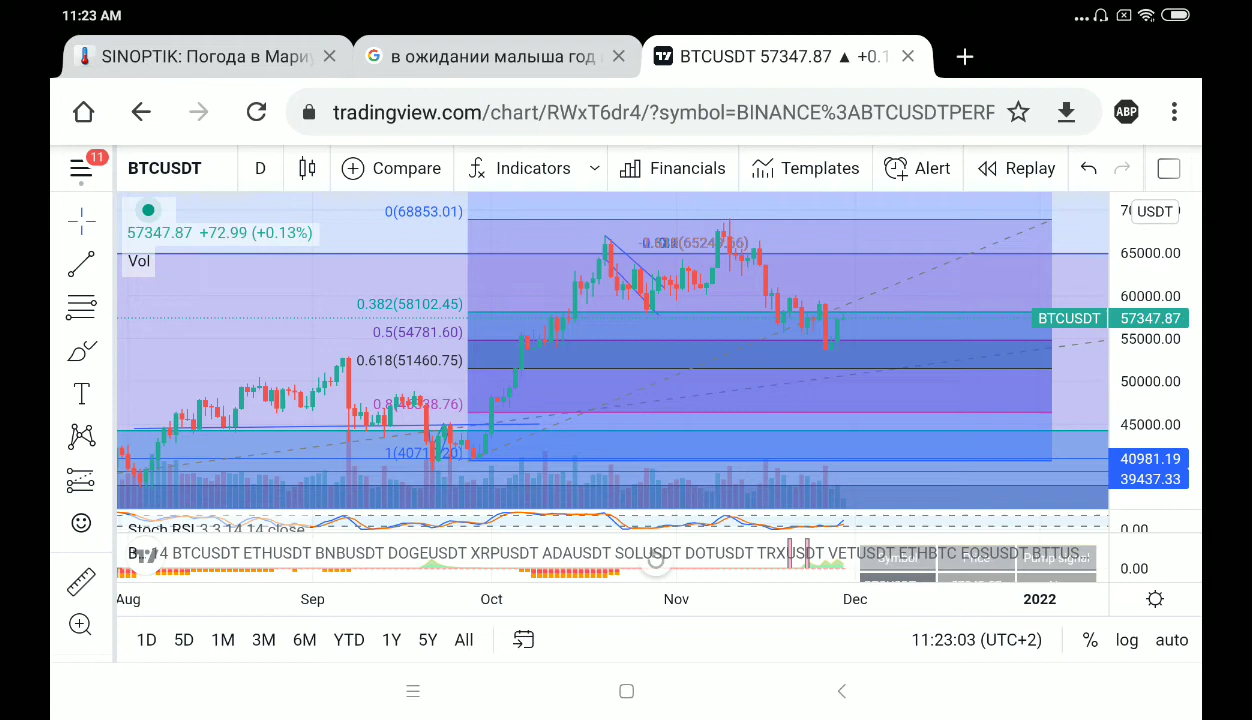 11:23 AM
SINOPTIK: Погода в Мариу
в ожидании малыша год
BTCUSDT 57347.87 ▲ +0.1
tradingview.com/chart/RWxT6dr4/?symbol=BINANCE%3ABTCUSDTPERP
ABP
11
BTCUSDT D Compare Indicators Financials Templates Alert Replay
USDT
57347.87 +72.99 (+0.13%)
Vol
0(68853.01)
0.382(58102.45)
0.5(54781.60)
0.618(51460.75)
65000.00
60000.00
BTCUSDT 57347.87
55000.00
50000.00
45000.00
40981.19
39437.33
Stoch RSI 3 3 14 14 close
0.00
14 BTCUSDT ETHUSDT BNBUSDT DOGEUSDT XRPUSDT ADAUSDT SOLUSDT DOTUSDT TRXUSDT VETUSDT ETHBTC EOSUSDT BTTUS...
Symbol Price Pump signal
0.00
Aug Sep Oct Nov Dec 2022
1D 5D 1M 3M 6M YTD 1Y 5Y All
11:23:03 (UTC+2) % log auto